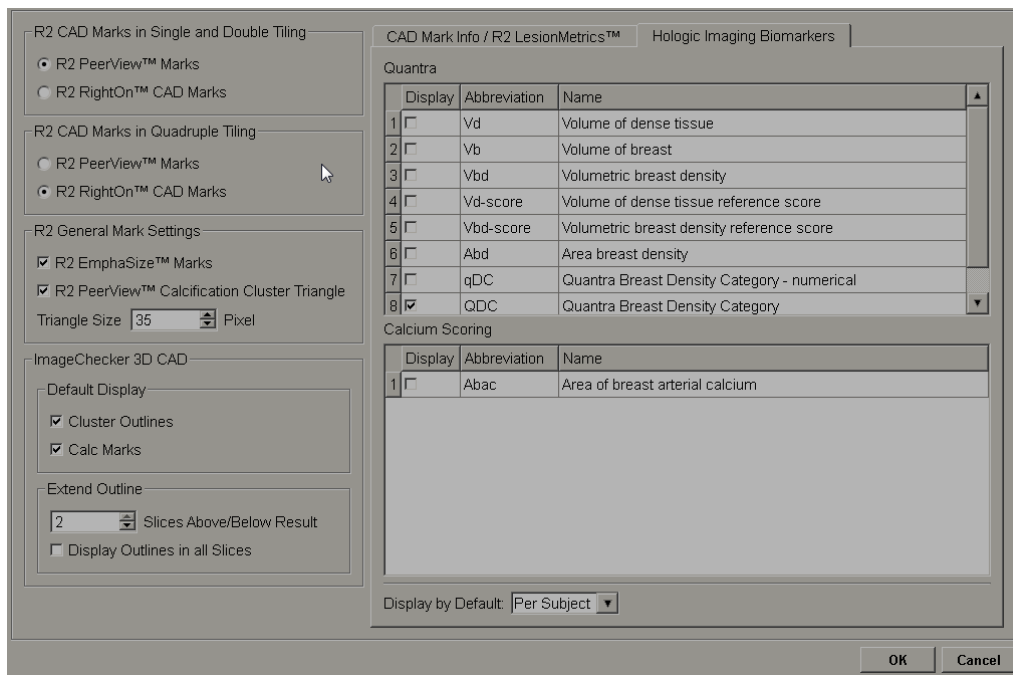 R2 CAD Marks in Single and Double Tiling
R2 PeerView™ Marks
R2 RightOn™ CAD Marks
R2 CAD Marks in Quadruple Tiling
R2 PeerView™ Marks
R2 RightOn™ CAD Marks
R2 General Mark Settings
R2 EmphaSize™ Marks
R2 PeerView™ Calcification Cluster Triangle
Triangle Size 35 Pixel
ImageChecker 3D CAD
Default Display
Cluster Outlines
Calc Marks
Extend Outline
2 Slices Above/Below Result
Display Outlines in all Slices
CAD Mark Info / R2 LesionMetrics™ Hologic Imaging Biomarkers
Quantra
Display Abbreviation Name
1 Vd Volume of dense tissue
2 Vb Volume of breast
3 Vbd Volumetric breast density
4 Vd-score Volume of dense tissue reference score
5 Vbd-score Volumetric breast density reference score
6 Abd Area breast density
7 qDC Quantra Breast Density Category - numerical
8 QDC Quantra Breast Density Category
Calcium Scoring
Display Abbreviation Name
1 Abac Area of breast arterial calcium
Display by Default: Per Subject
OK Cancel